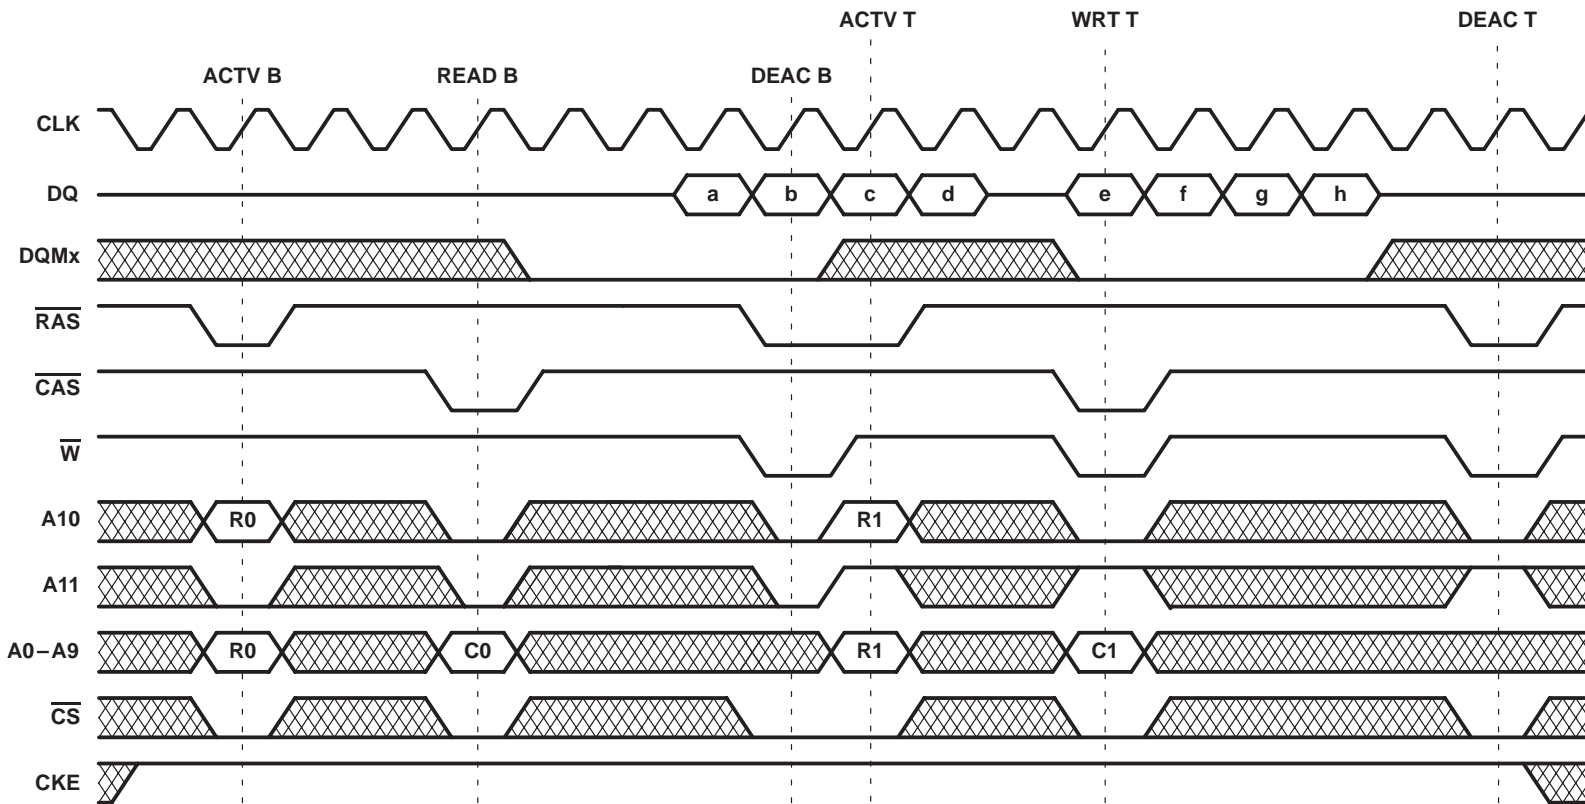 ACTV T WRT T DEAC T
ACTV B READ B DEAC B
CLK
DQ a b c d e f g h
DQMx
RAS
CAS
W
A10 R0 R1
A11
A0–A9 R0 C0 R1 C1
CS
CKE